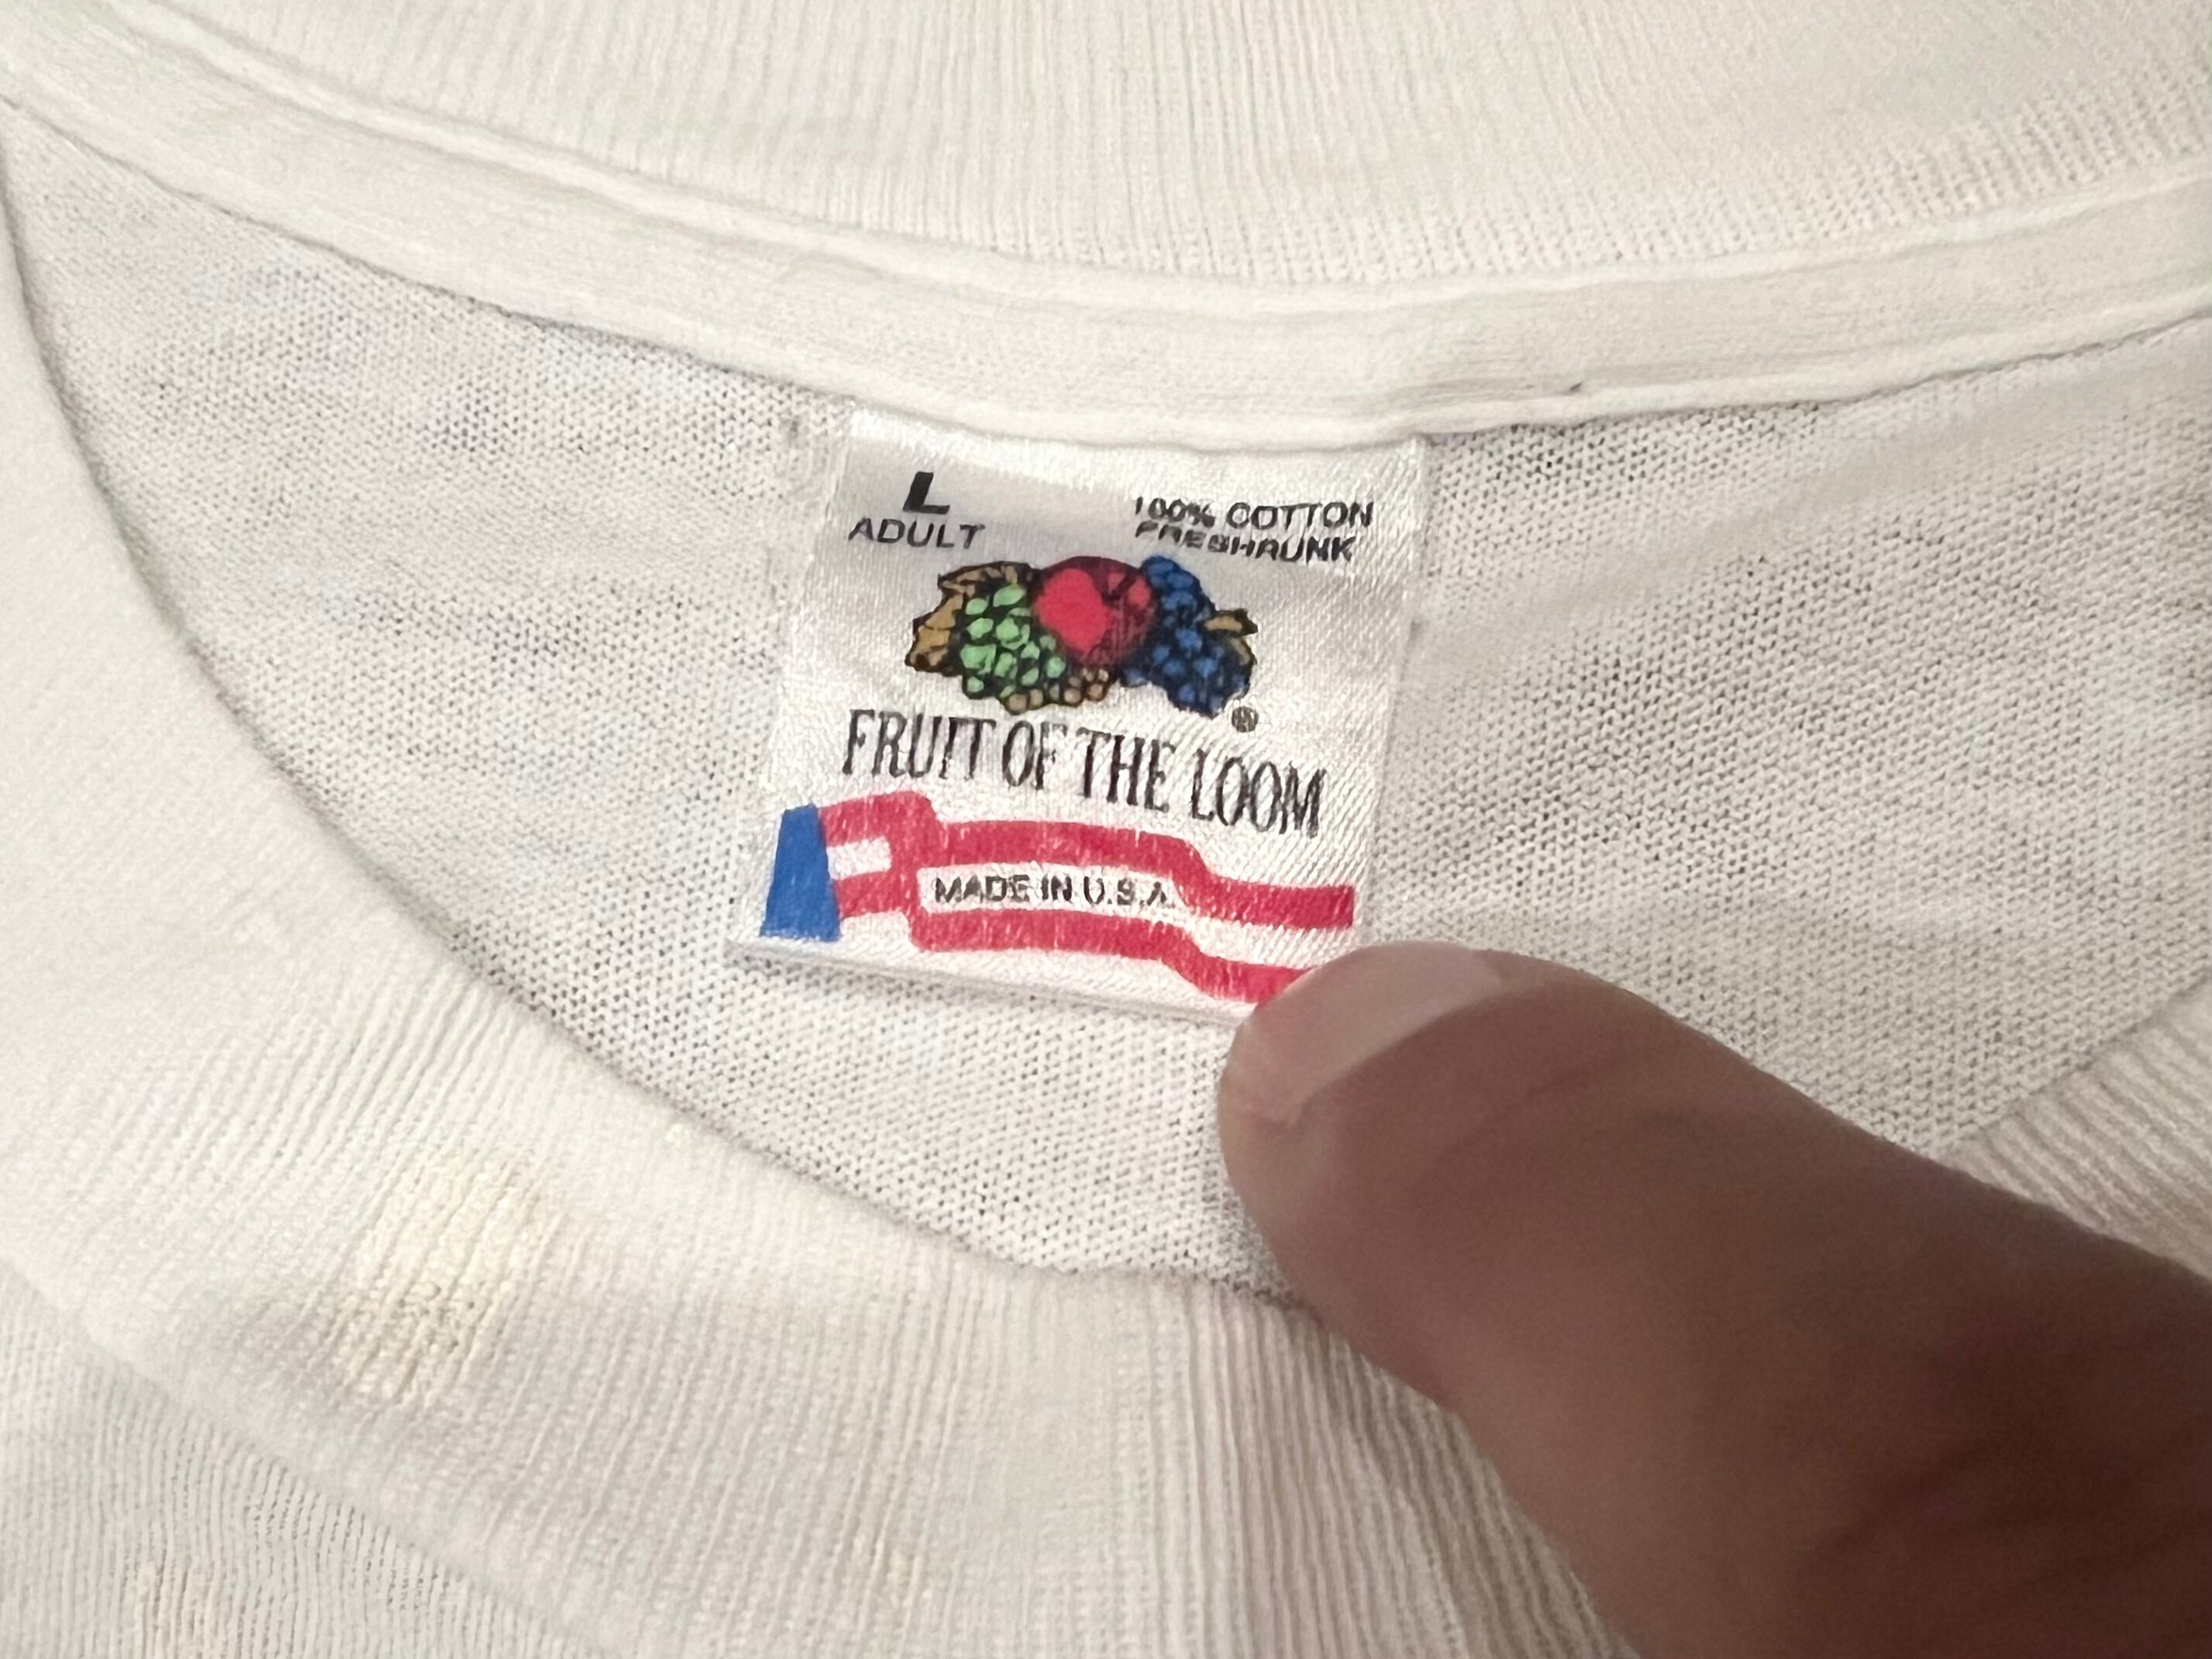 L
ADULT
100% COTTON
PRESHRUNK
®
FRUIT OF THE LOOM
MADE IN U.S.A.